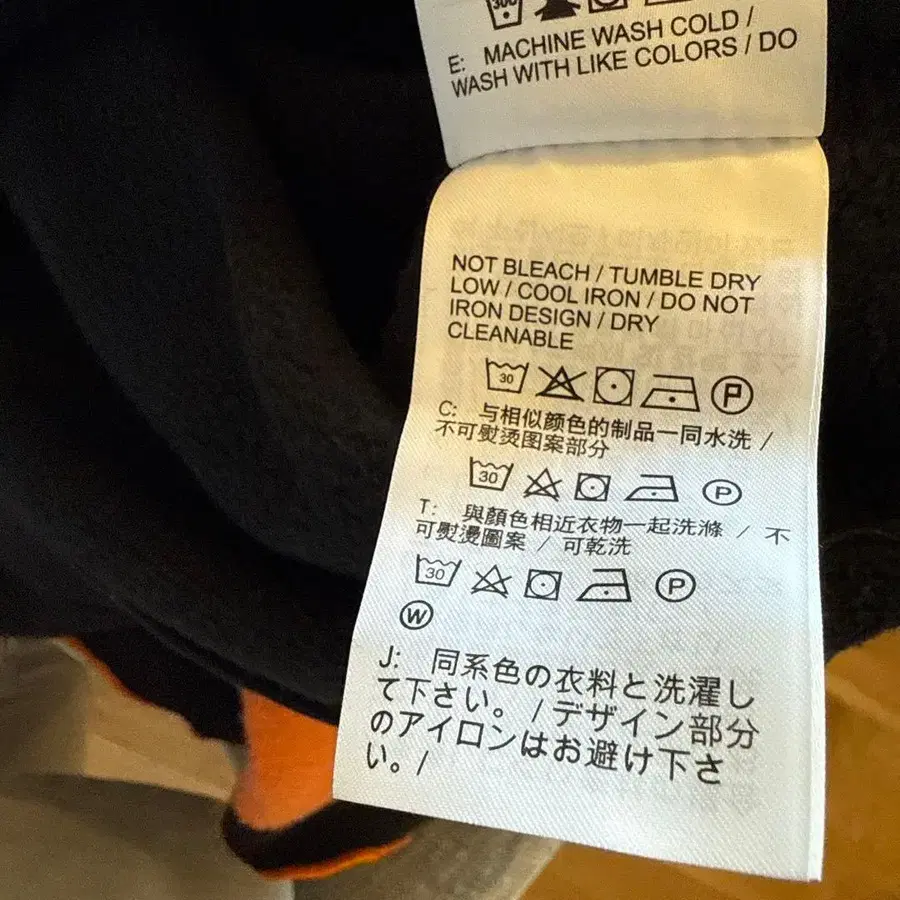 E: MACHINE WASH COLD /
WASH WITH LIKE COLORS / DO
NOT BLEACH / TUMBLE DRY
LOW / COOL IRON / DO NOT
IRON DESIGN / DRY
CLEANABLE
30 P
C: 与相似颜色的制品一同水洗 /
不可熨烫图案部分
30 P
T: 與顏色相近衣物一起洗滌 / 不
可熨燙圖案 / 可乾洗
30 P
W
J: 同系色の衣料と洗濯し
て下さい。/デザイン部分
のアイロンはお避け下さ
い。/